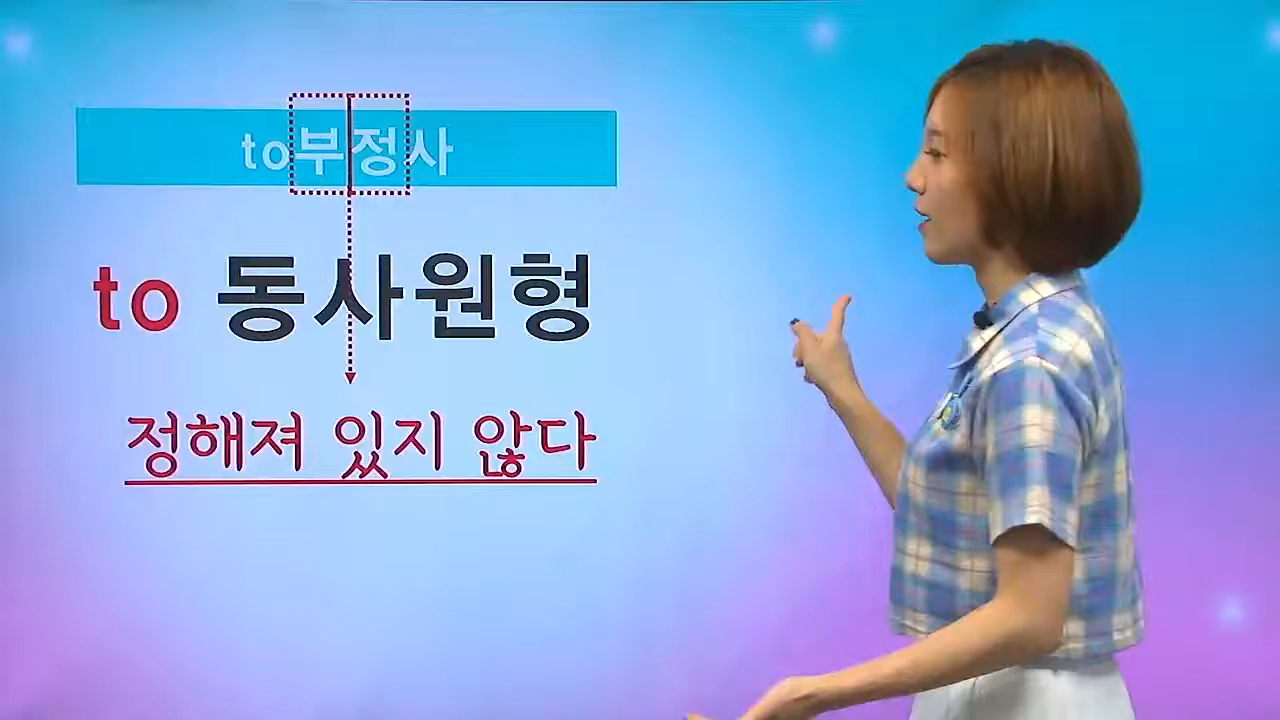 to부정사
to 동사원형
정해져 있지 않다